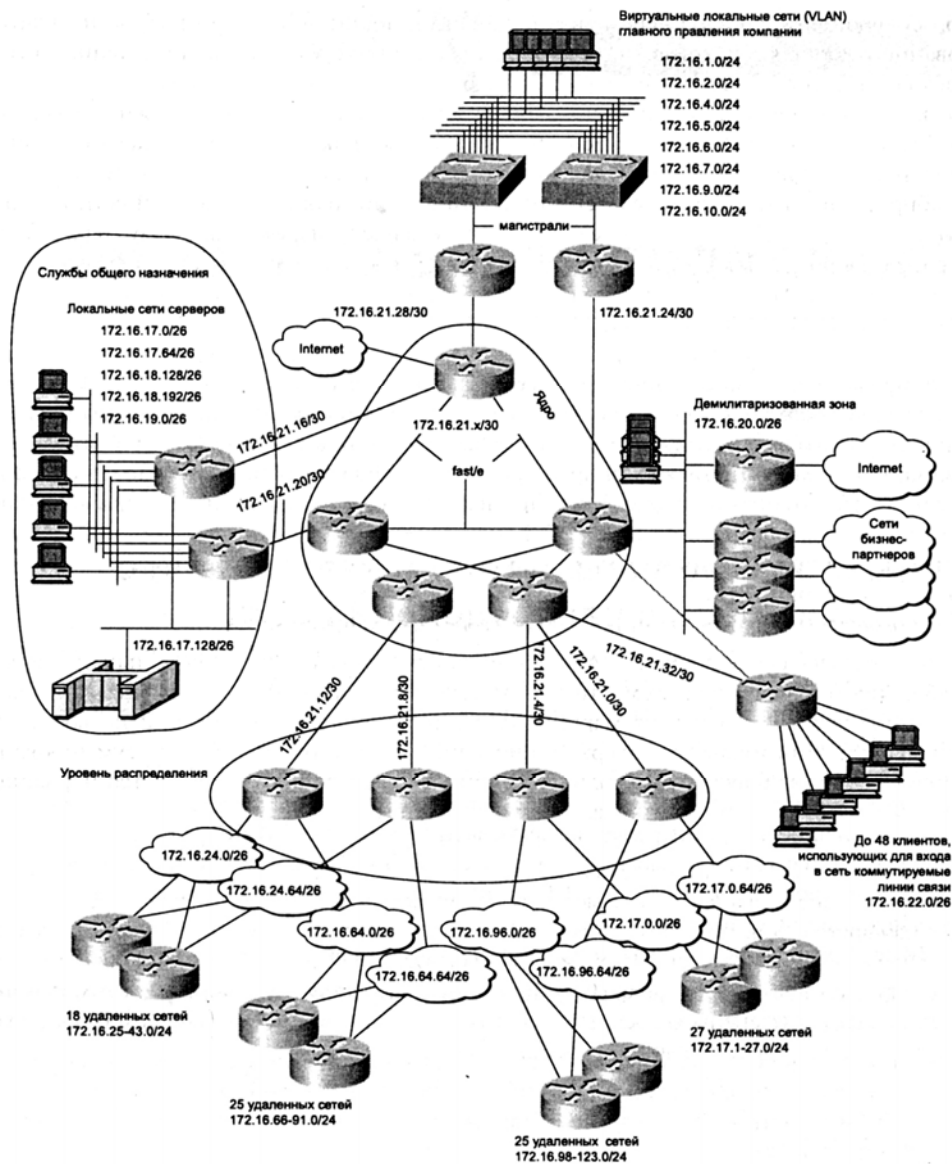 Виртуальные локальные сети (VLAN)
главного правления компании
172.16.1.0/24
172.16.2.0/24
172.16.4.0/24
172.16.5.0/24
172.16.6.0/24
172.16.7.0/24
172.16.9.0/24
172.16.10.0/24
магистрали
Службы общего назначения
Локальные сети серверов
172.16.17.0/26
172.16.17.64/26
172.16.18.128/26
172.16.18.192/26
172.16.19.0/26
172.16.21.28/30
172.16.21.24/30
Internet
Ядро
172.16.21.x/30
172.16.21.16/30
fast/e
172.16.21.20/30
Демилитаризованная зона
172.16.20.0/26
Internet
Сети
бизнес-
партнеров
172.16.17.128/26
172.16.21.12/30
172.16.21.8/30
172.16.21.4/30
172.16.21.0/30
172.16.21.32/30
Уровень распределения
До 48 клиентов,
использующих для входа
в сеть коммутируемые
линии связи
172.16.22.0/26
172.16.24.0/26
172.16.24.64/26
172.16.64.0/26
172.16.64.64/26
172.16.96.0/26
172.16.96.64/26
172.17.0.0/26
172.17.0.64/26
18 удаленных сетей
172.16.25-43.0/24
25 удаленных сетей
172.16.66-91.0/24
25 удаленных сетей
172.16.98-123.0/24
27 удаленных сетей
172.17.1-27.0/24